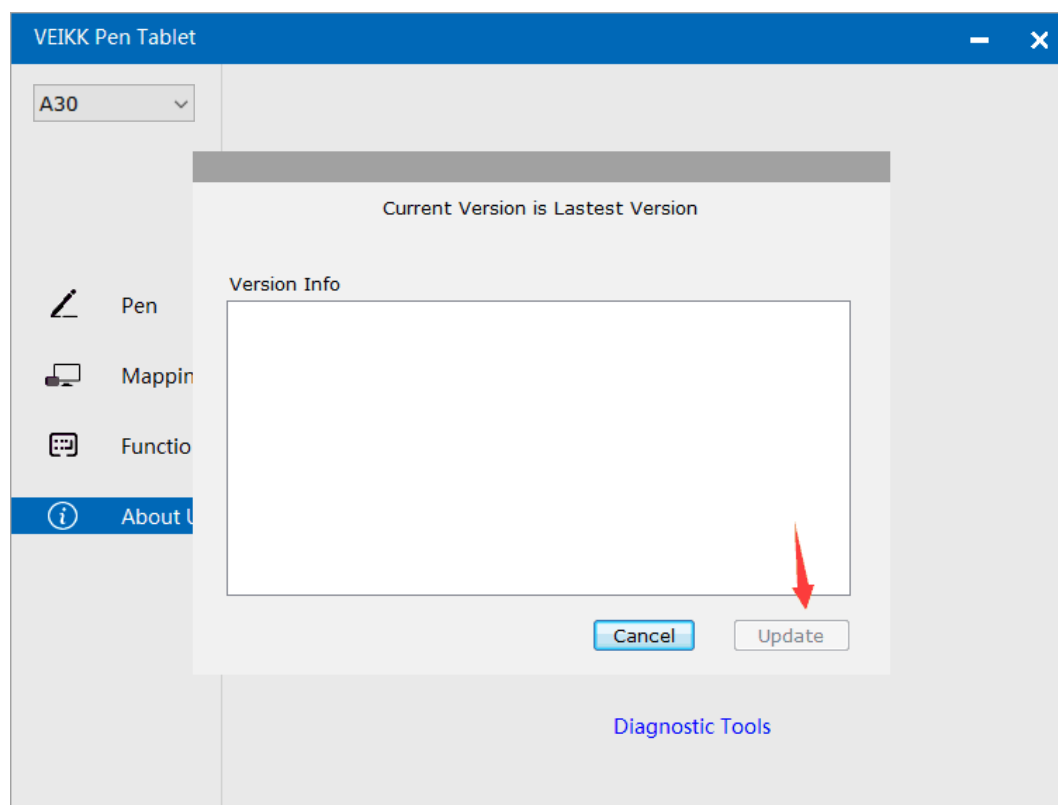 VEIKK Pen Tablet
A30
Current Version is Lastest Version
Version Info
Pen
Mappin
Functio
About U
Cancel
Update
Diagnostic Tools